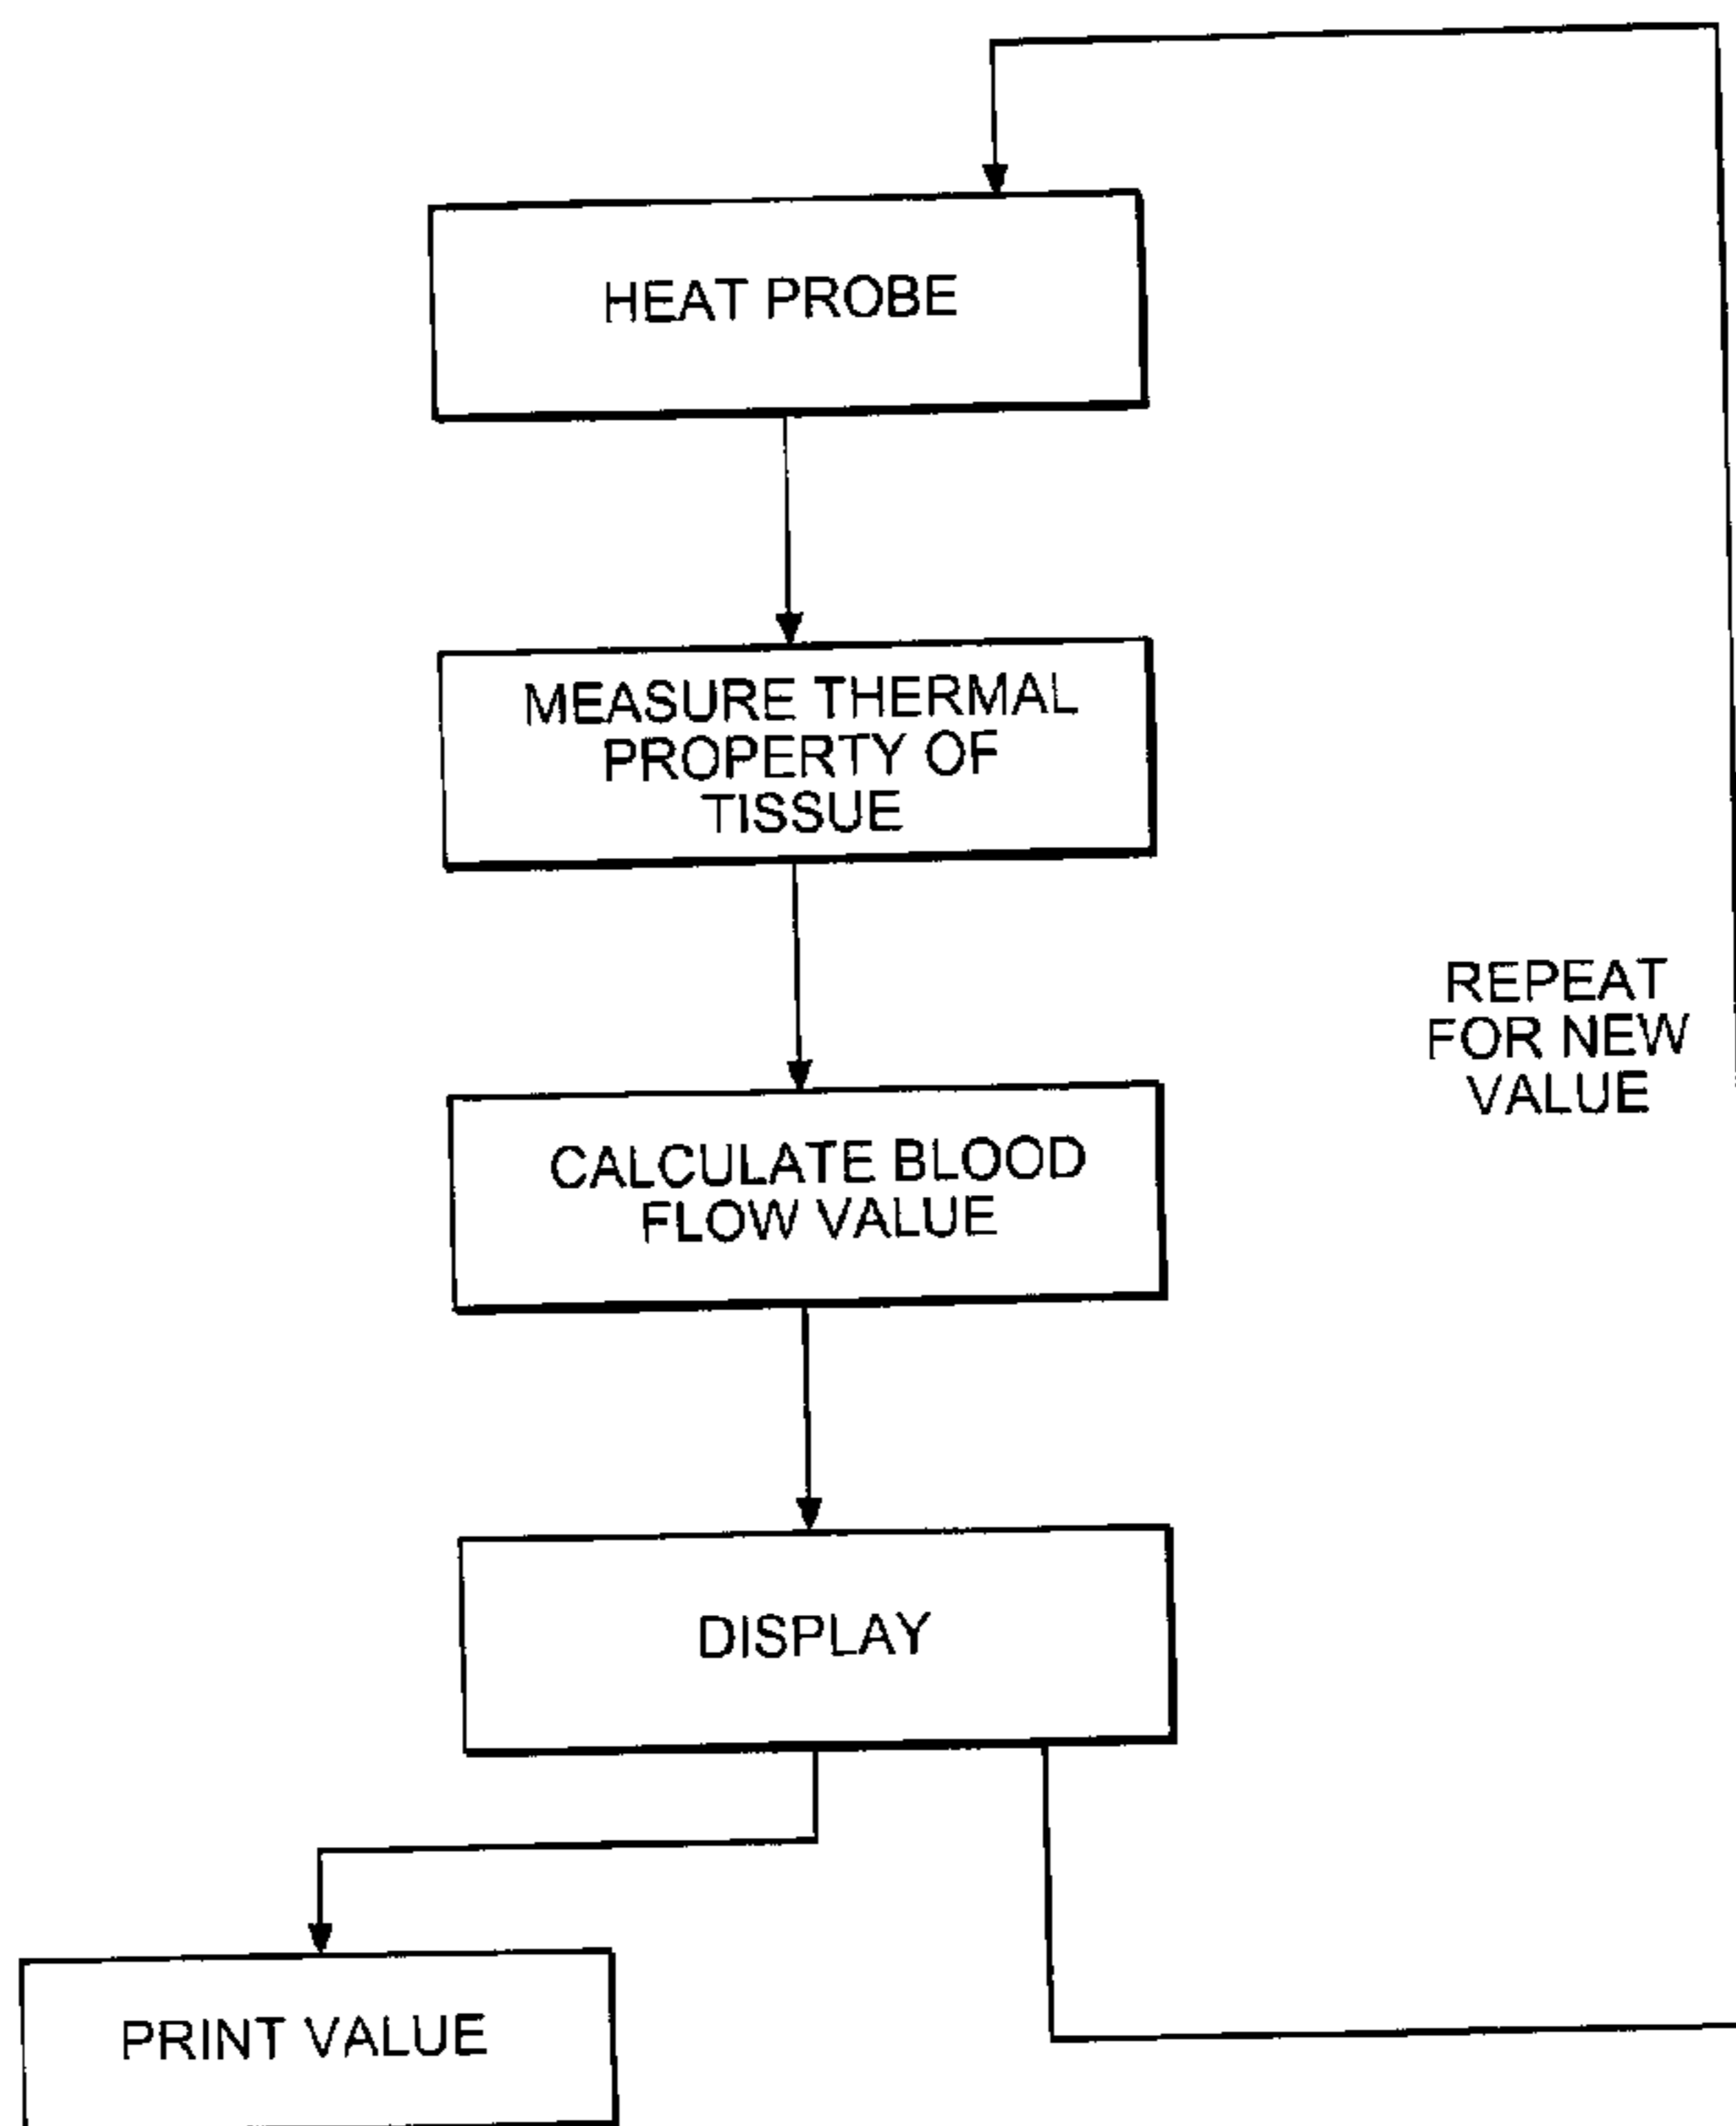 HEAT PROBE
MEASURE THERMAL
PROPERTY OF
TISSUE
REPEAT
FOR NEW
VALUE
CALCULATE BLOOD
FLOW VALUE
DISPLAY
PRINT VALUE